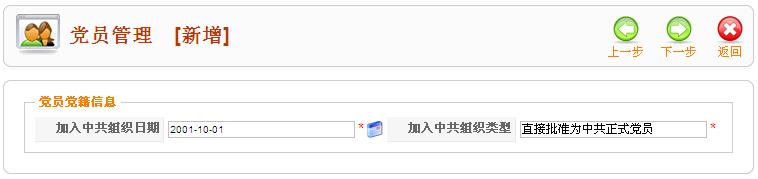 党员管理 [新增]
上一步 下一步 返回
党员党籍信息
加入中共组织日期 2001-10-01 * 加入中共组织类型 直接批准为中共正式党员 *